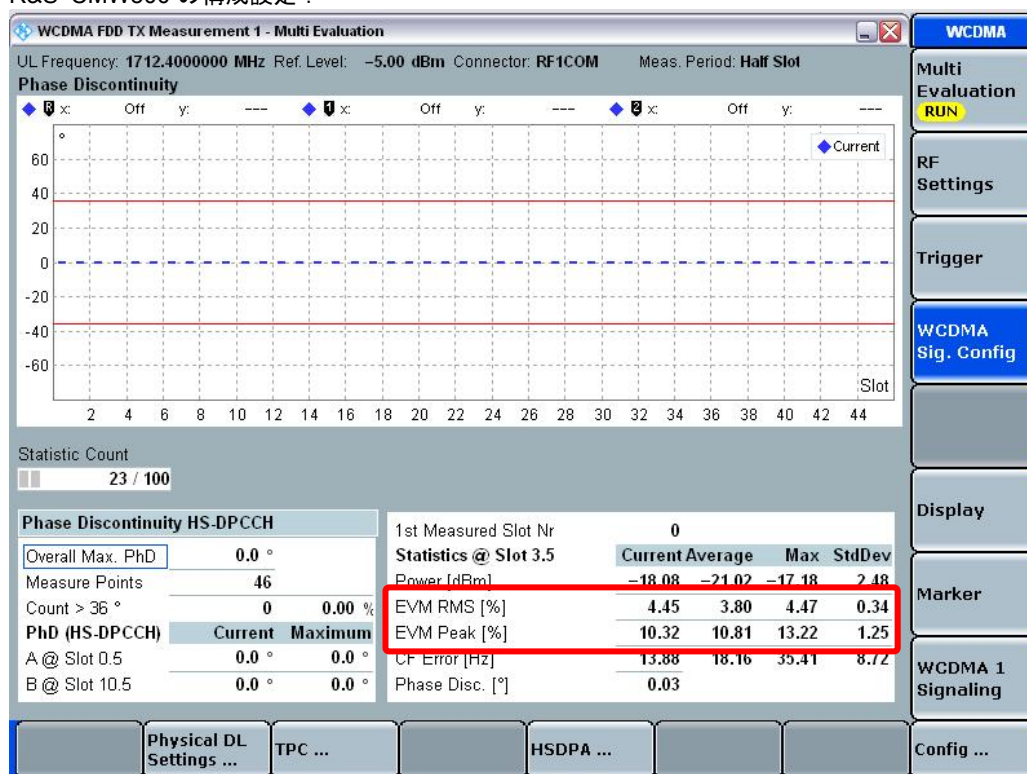 R&S CMW500 の構成設定:
WCDMA FDD TX Measurement 1 - Multi Evaluation
WCDMA
UL Frequency: 1712.4000000 MHz Ref. Level: −5.00 dBm Connector: RF1COM Meas. Period: Half Slot
Phase Discontinuity
R x: Off y: --- 1 x: Off y: --- 2 x: Off y: ---
° Current
60
40
20
0
-20
-40
-60
Slot
2 4 6 8 10 12 14 16 18 20 22 24 26 28 30 32 34 36 38 40 42 44
Statistic Count
23 / 100
Phase Discontinuity HS-DPCCH
Overall Max. PhD 0.0 °
Measure Points 46
Count > 36 ° 0 0.00 %
PhD (HS-DPCCH) Current Maximum
A @ Slot 0.5 0.0 ° 0.0 °
B @ Slot 10.5 0.0 ° 0.0 °
1st Measured Slot Nr 0
Statistics @ Slot 3.5 Current Average Max StdDev
Power [dBm] −18.08 −21.02 −17.18 2.48
EVM RMS [%] 4.45 3.80 4.47 0.34
EVM Peak [%] 10.32 10.81 13.22 1.25
CF Error [Hz] 13.88 18.16 35.41 8.72
Phase Disc. [°] 0.03
Multi
Evaluation
RUN
RF
Settings
Trigger
WCDMA
Sig. Config
Display
Marker
WCDMA 1
Signaling
Physical DL
Settings ...
TPC ...
HSDPA ...
Config ...